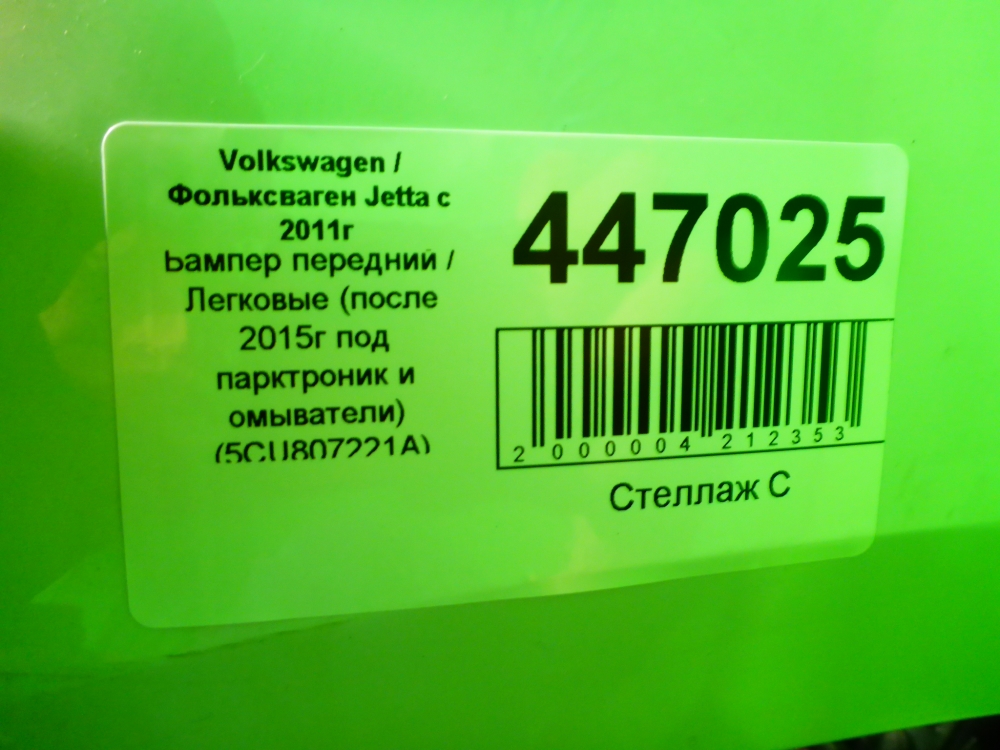 Volkswagen /
Фольксваген Jetta с
2011г
Бампер передний /
Легковые (после
2015г под
парктроник и
омыватели)
(5CU807221A)
447025
2 000004 212353
Стеллаж С